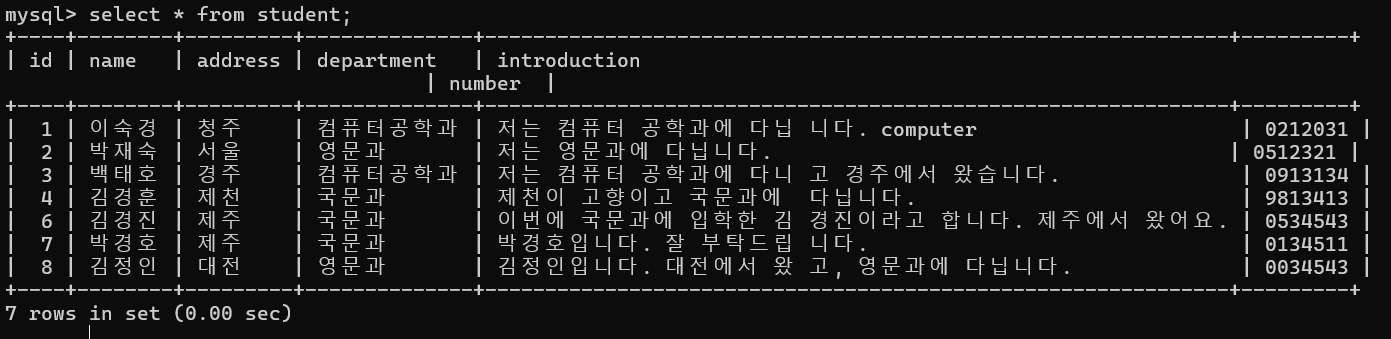 mysql> select * from student;
+----+--------+---------+--------------+--------------------------------------------------------------+---------+
| id | name   | address | department   | introduction
| number  |
+----+--------+---------+--------------+--------------------------------------------------------------+---------+
|  1 | 이숙경 | 청주    | 컴퓨터공학과 | 저는 컴퓨터 공학과에 다닙 니다. computer | 0212031 |
|  2 | 박재숙 | 서울    | 영문과       | 저는 영문과에 다닙니다. | 0512321 |
|  3 | 백태호 | 경주    | 컴퓨터공학과 | 저는 컴퓨터 공학과에 다니 고 경주에서 왔습니다. | 0913134 |
|  4 | 김경훈 | 제천    | 국문과       | 제천이 고향이고 국문과에  다닙니다. | 9813413 |
|  6 | 김경진 | 제주    | 국문과       | 이번에 국문과에 입학한 김 경진이라고 합니다. 제주에서 왔어요. | 0534543 |
|  7 | 박경호 | 제주    | 국문과       | 박경호입니다. 잘 부탁드립 니다. | 0134511 |
|  8 | 김정인 | 대전    | 영문과       | 김정인입니다. 대전에서 왔 고, 영문과에 다닙니다. | 0034543 |
+----+--------+---------+--------------+--------------------------------------------------------------+---------+
7 rows in set (0.00 sec)